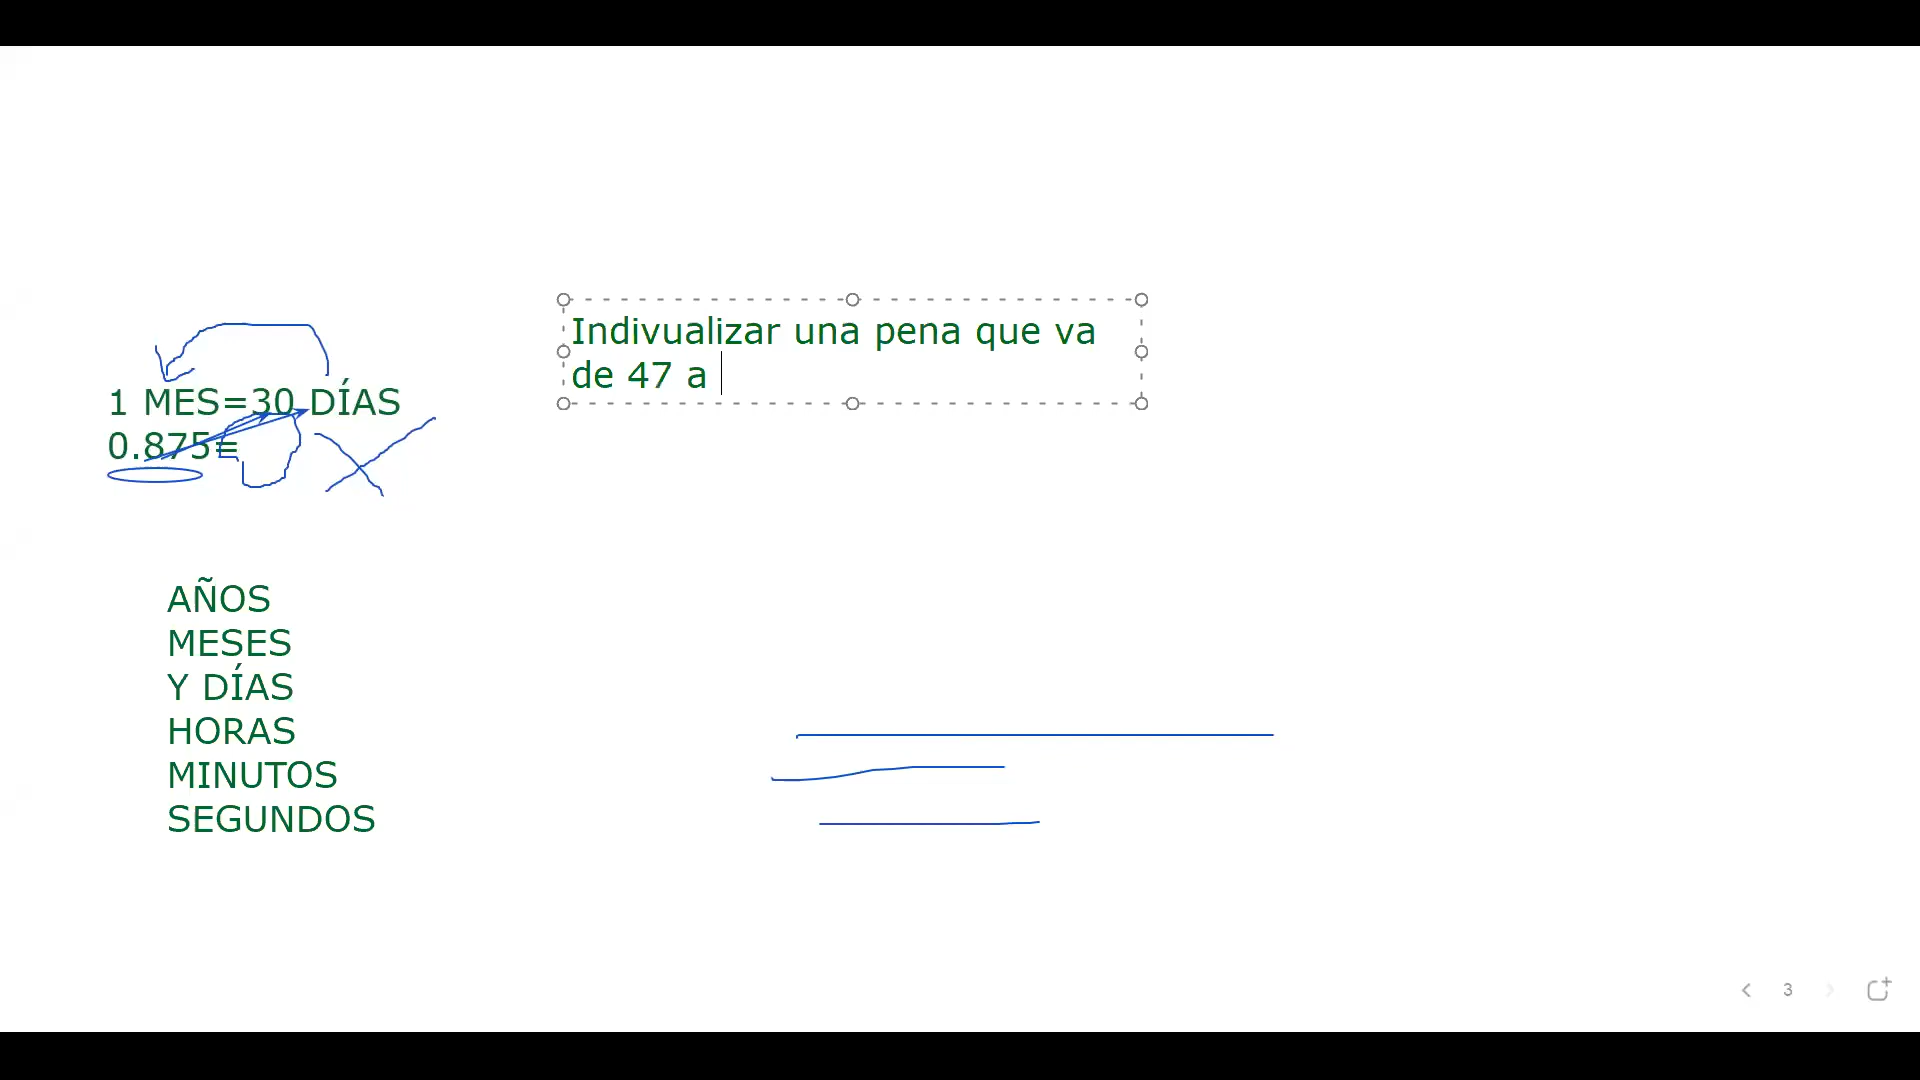 Indivualizar una pena que va
de 47 a
1 MES=30 DÍAS
0.875=
AÑOS
MESES
Y DÍAS
HORAS
MINUTOS
SEGUNDOS
3